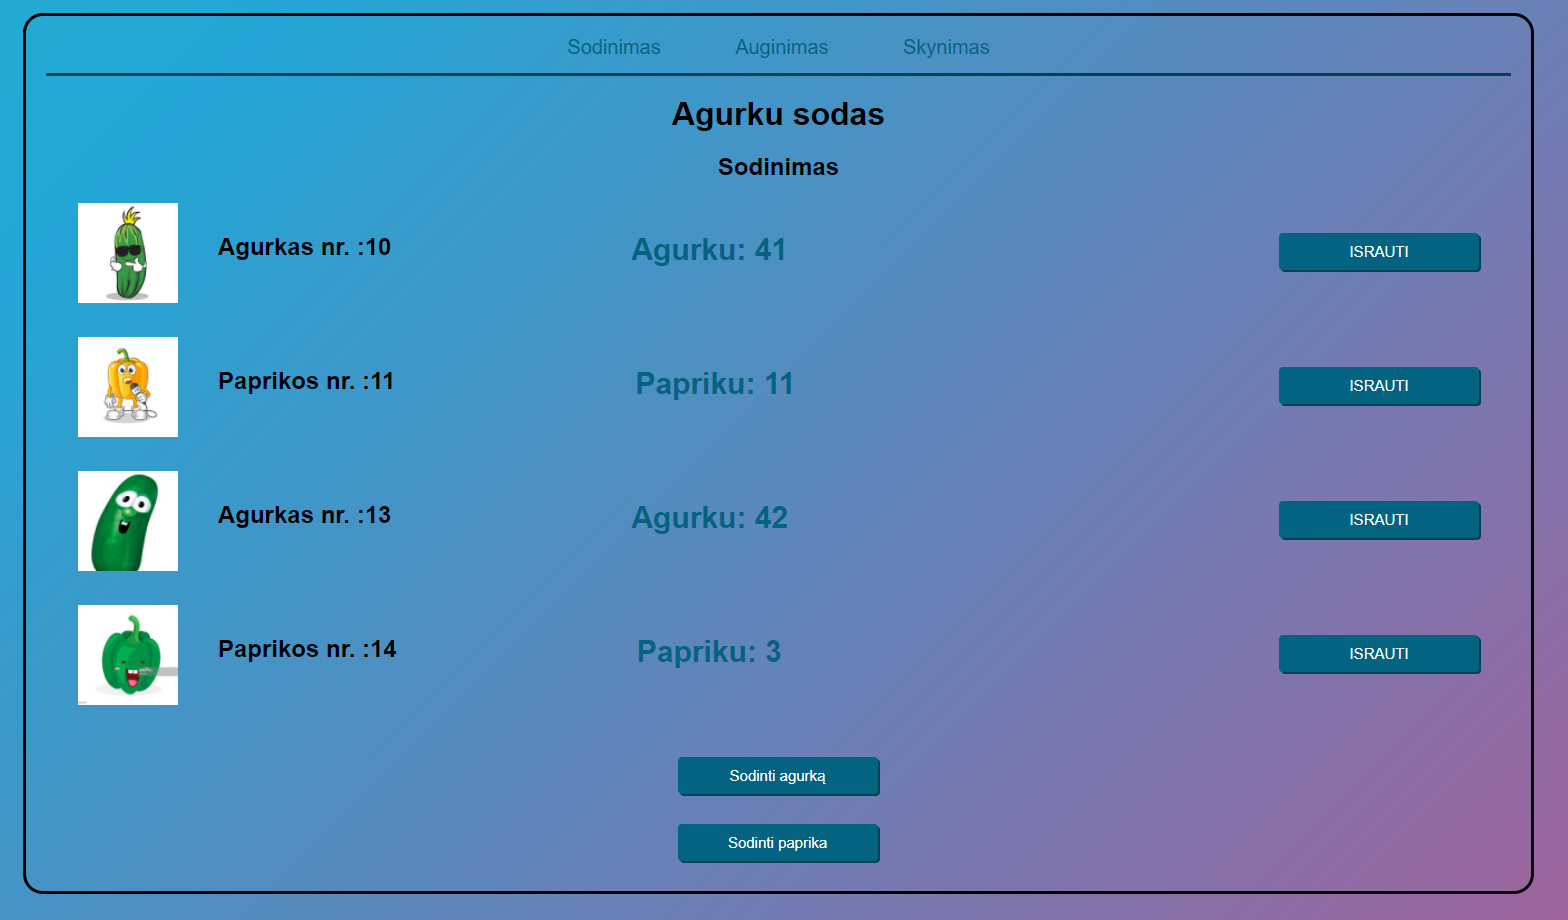 Sodinimas Auginimas Skynimas
Agurku sodas
Sodinimas
Agurkas nr. :10 Agurku: 41 ISRAUTI
Paprikos nr. :11 Papriku: 11 ISRAUTI
Agurkas nr. :13 Agurku: 42 ISRAUTI
Paprikos nr. :14 Papriku: 3 ISRAUTI
Sodinti agurką
Sodinti paprika